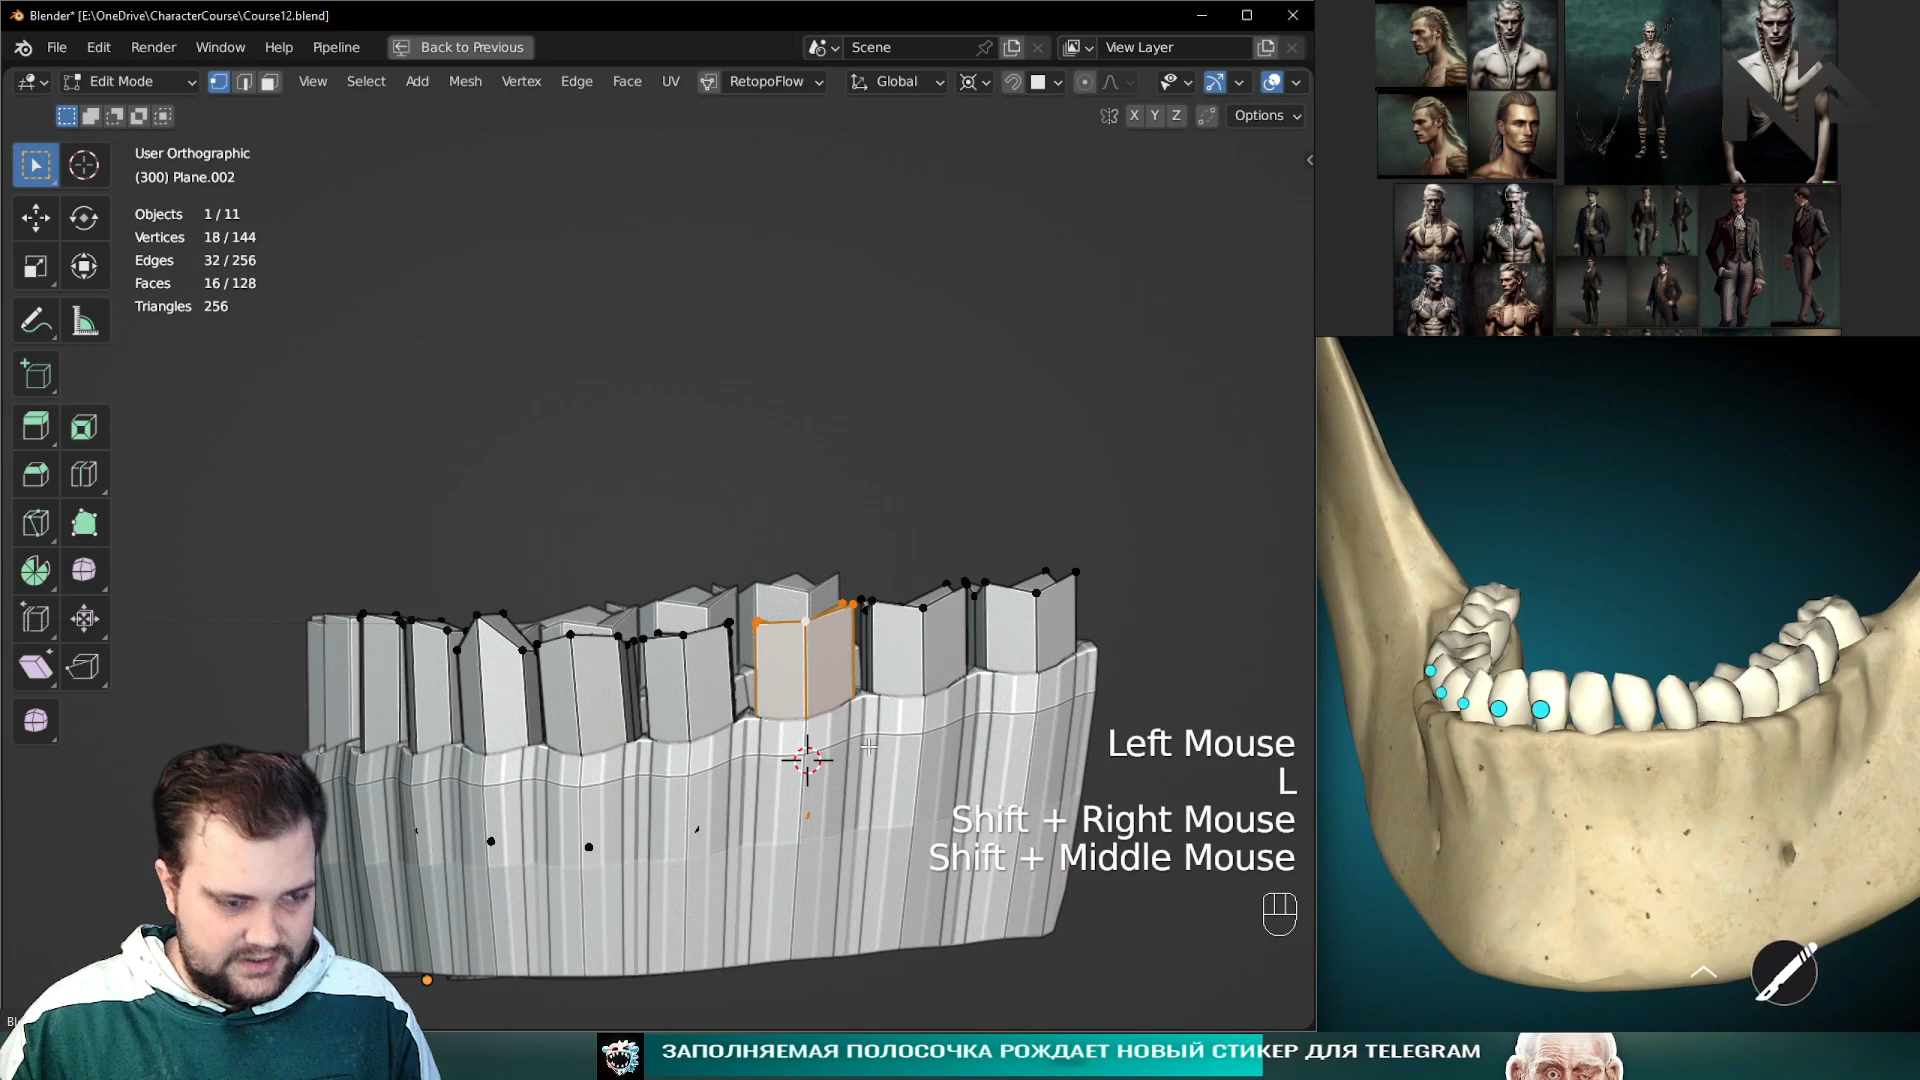 Blender* [E:\OneDrive\CharacterCourse\Course12.blend]
File Edit Render Window Help Pipeline Back to Previous Scene View Layer
Edit Mode View Select Add Mesh Vertex Edge Face UV RetopoFlow Global
X Y Z Options
User Orthographic
(300) Plane.002
Objects 1 / 11
Vertices 18 / 144
Edges 32 / 256
Faces 16 / 128
Triangles 256
Left Mouse
L
Shift + Right Mouse
Shift + Middle Mouse
Bl
ЗАПОЛНЯЕМАЯ ПОЛОСОЧКА РОЖДАЕТ НОВЫЙ СТИКЕР ДЛЯ TELEGRAM